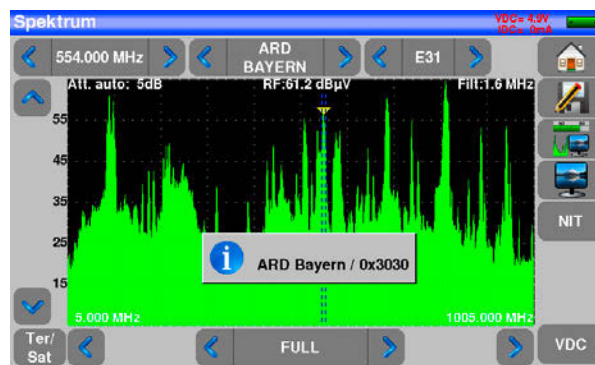 Spektrum
VDC= 4.9V
IDC= 0mA
554.000 MHz
ARD
BAYERN
E31
Att. auto: 5dB
RF:61.2 dBµV
Filt:1.6 MHz
55
45
35
25
15
NIT
ARD Bayern / 0x3030
5.000 MHz
1005.000 MHz
Ter/
Sat
FULL
VDC